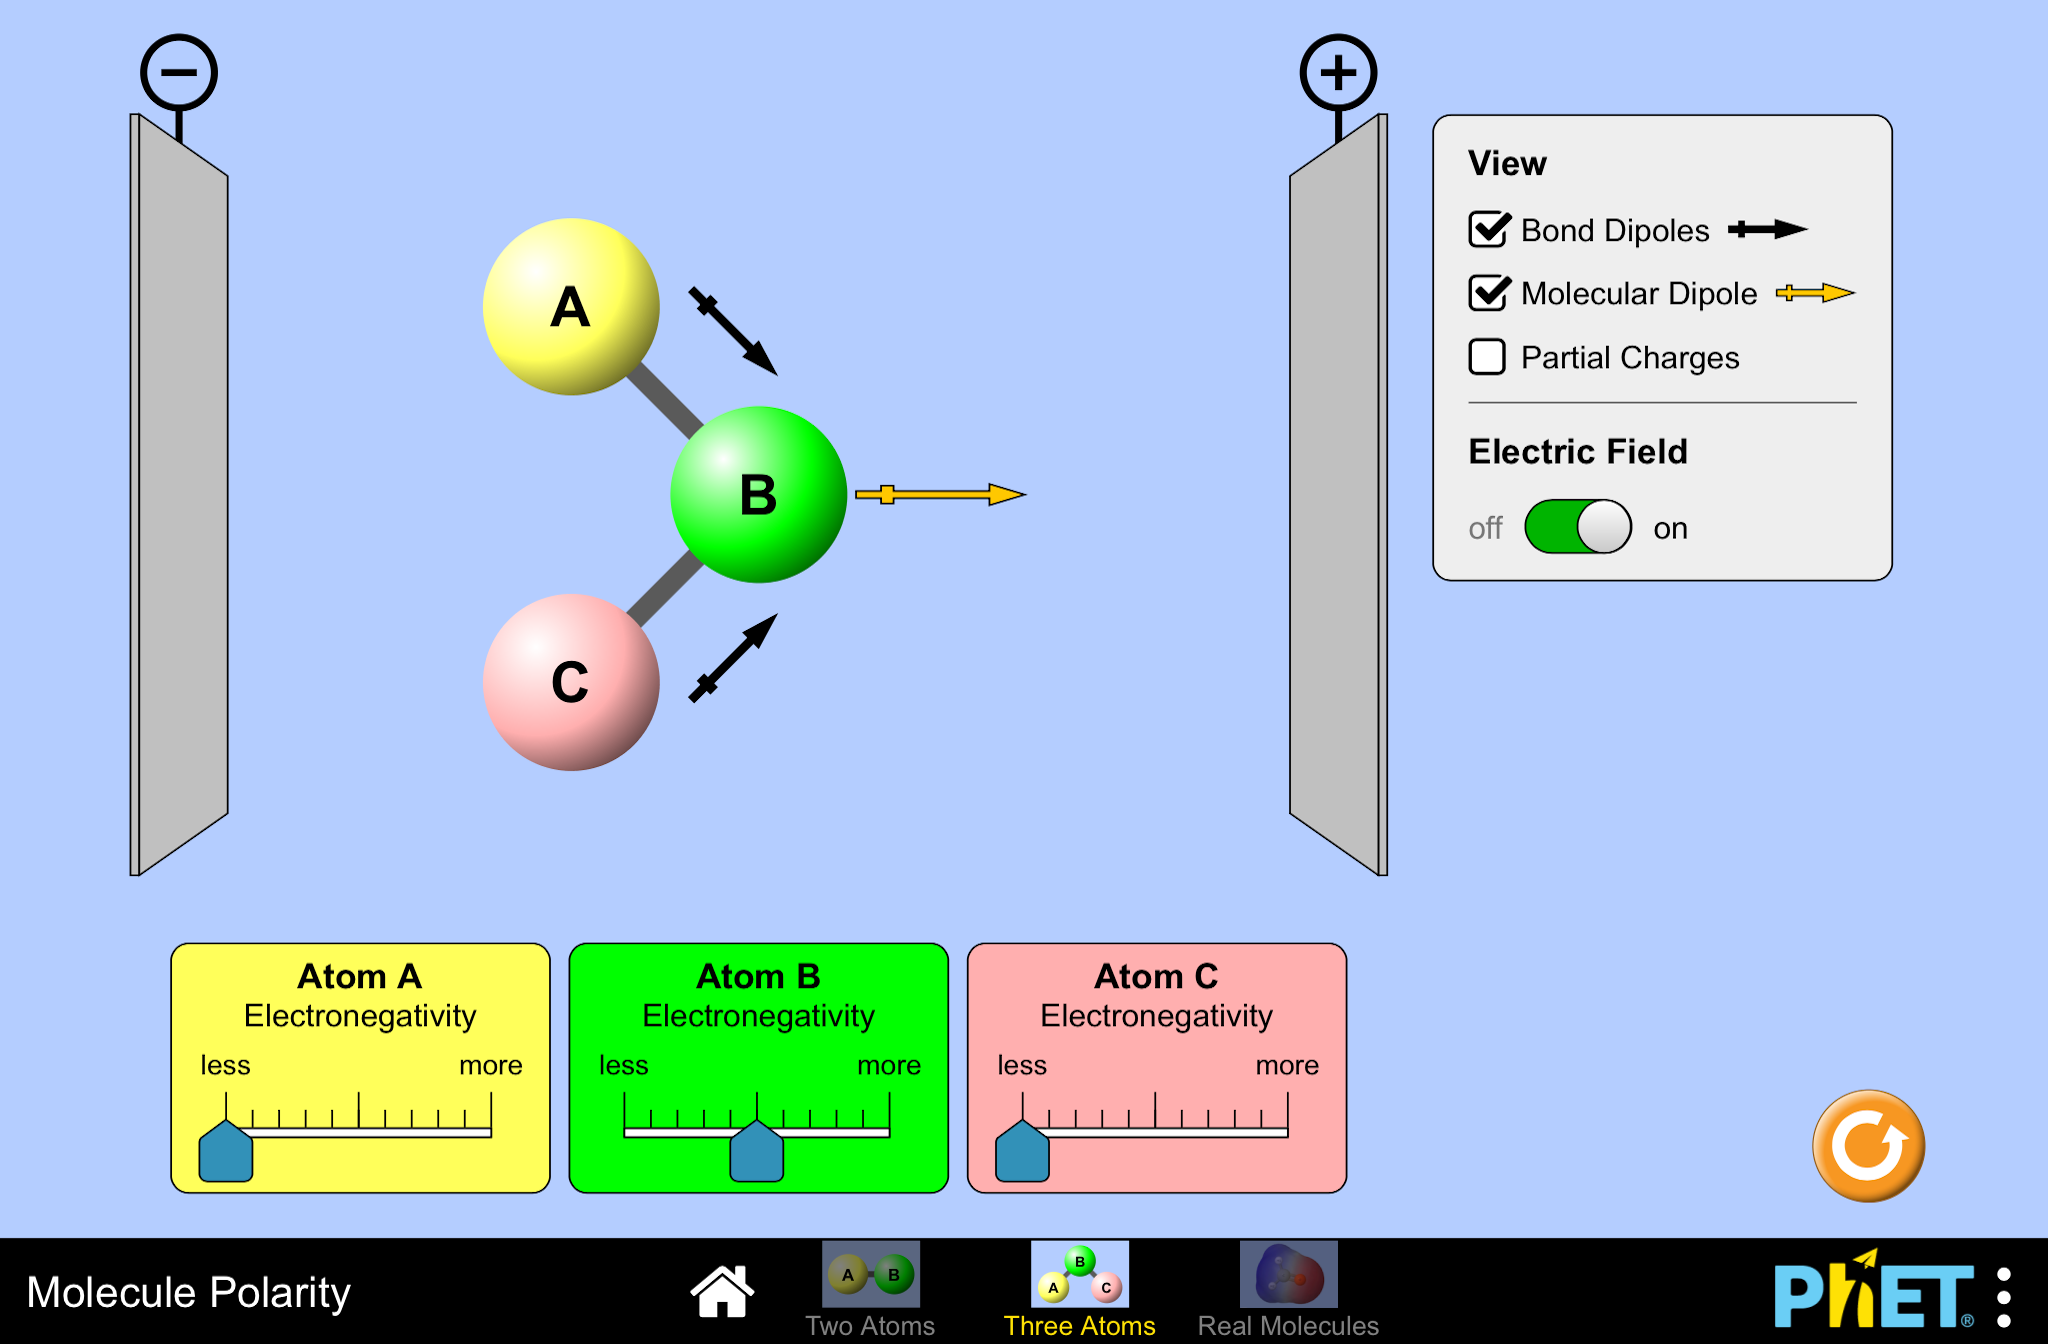 −
+
View
Bond Dipoles
Molecular Dipole
Partial Charges
Electric Field
off on
A
B
C
Atom A
Electronegativity
less more
Atom B
Electronegativity
less more
Atom C
Electronegativity
less more
Molecule Polarity
A B
Two Atoms
B
A C
Three Atoms
Real Molecules
PhET®